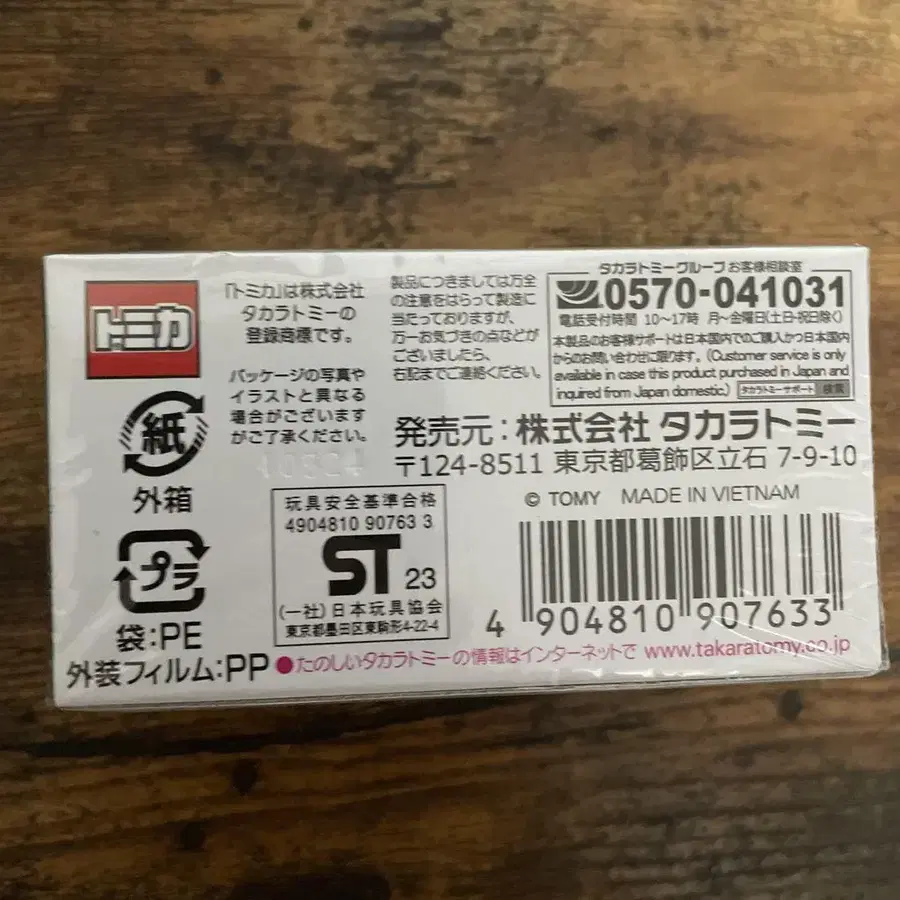 トミカ
「トミカ」は株式会社
タカラトミーの
登録商標です。
パッケージの写真や
イラストと異なる
場合がございます
がご了承ください。
製品につきましては万全
の注意をはらって製造に
当たっておりますが、
万一お気づきの点などが
ございましたら、
右記までご連絡ください。
タカラトミーグループお客様相談室
0570-041031
電話受付時間 10〜17時 月〜金曜日(土日・祝日除く)
本製品のお客様サポートは日本国内でのご購入かつ日本国内
からのお問い合わせに限ります。(Customer service is only
available in case this product purchased in Japan and
inquired from Japan domestic.) タカラトミーサポート 検索
紙
外箱
プラ
袋:PE
外装フィルム:PP
発売元:株式会社 タカラトミー
〒124-8511 東京都葛飾区立石 7-9-10
© TOMY MADE IN VIETNAM
玩具安全基準合格
4904810 90763 3
ST 23
(一社)日本玩具協会
東京都墨田区東駒形4-22-4
4 904810 907633
●たのしいタカラトミーの情報はインターネットで www.takaratomy.co.jp